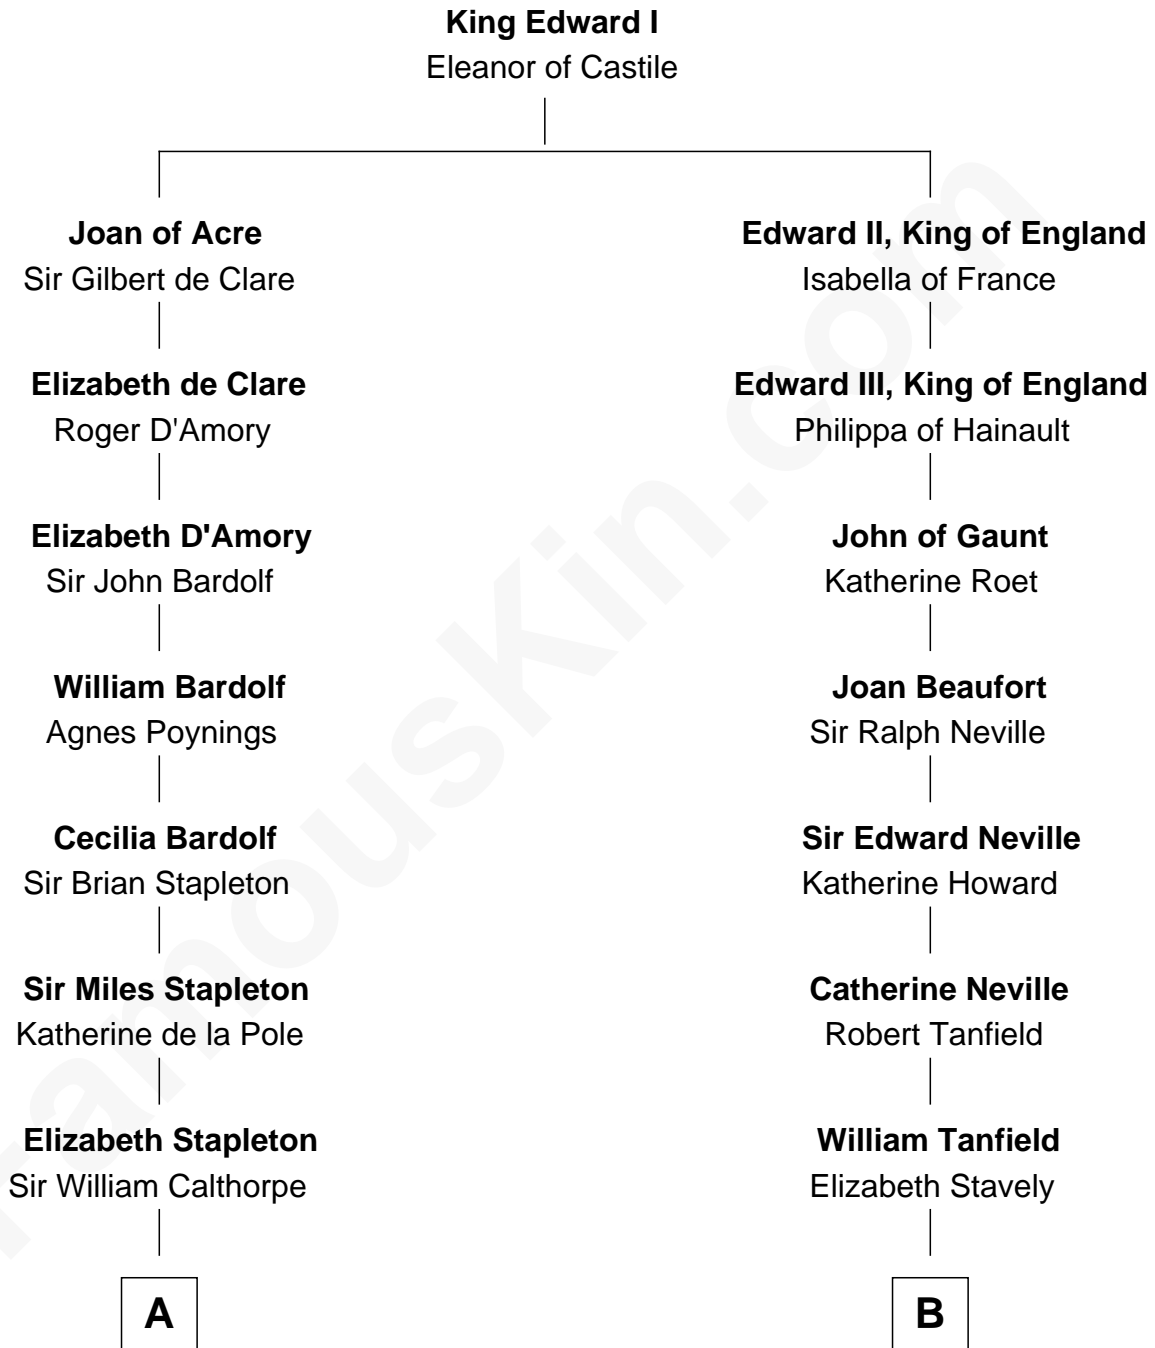 King Edward I
Eleanor of Castile
Joan of Acre
Sir Gilbert de Clare
Edward II, King of England
Isabella of France
Elizabeth de Clare
Roger D'Amory
Edward III, King of England
Philippa of Hainault
Elizabeth D'Amory
Sir John Bardolf
John of Gaunt
Katherine Roet
William Bardolf
Agnes Poynings
Joan Beaufort
Sir Ralph Neville
Cecilia Bardolf
Sir Brian Stapleton
Sir Edward Neville
Katherine Howard
Sir Miles Stapleton
Katherine de la Pole
Catherine Neville
Robert Tanfield
Elizabeth Stapleton
Sir William Calthorpe
William Tanfield
Elizabeth Stavely
A
B
FamousKin.com